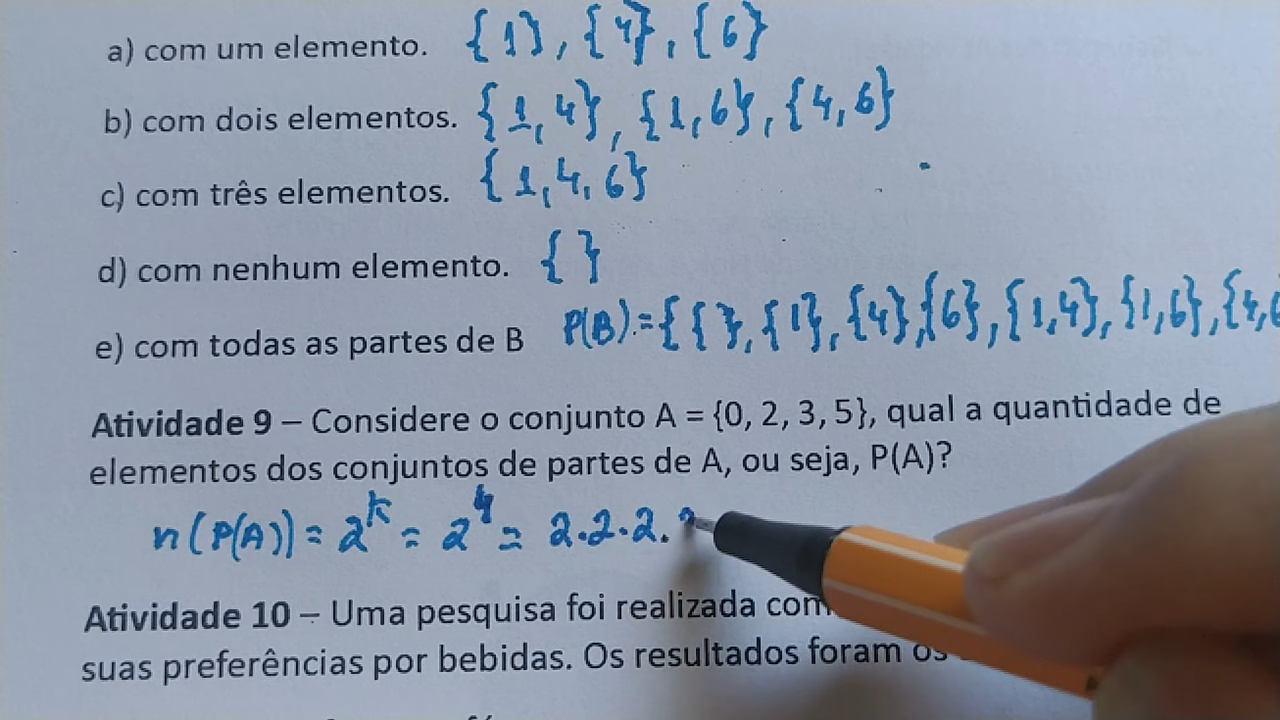 a) com um elemento. {1}, {4}, {6}
b) com dois elementos. {1,4}, {1,6}, {4,6}
c) com três elementos. {1,4,6}
d) com nenhum elemento. { }
e) com todas as partes de B P(B)={{ },{1},{4},{6},{1,4},{1,6},{4,6
Atividade 9 – Considere o conjunto A = {0, 2, 3, 5}, qual a quantidade de
elementos dos conjuntos de partes de A, ou seja, P(A)?
n(P(A)) = 2^k = 2^4 = 2.2.2.
Atividade 10 – Uma pesquisa foi realizada com
suas preferências por bebidas. Os resultados foram os